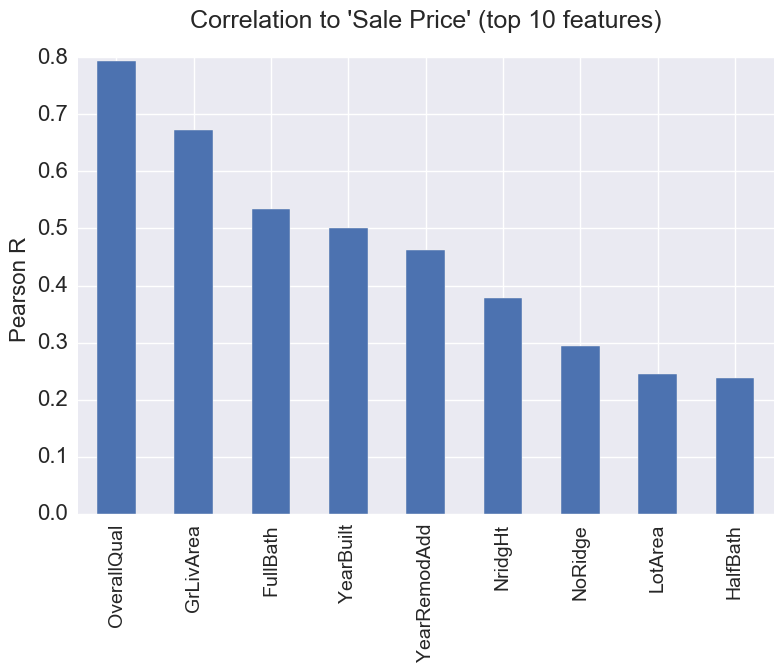 Correlation to 'Sale Price' (top 10 features)
Pearson R
0.8
0.7
0.6
0.5
0.4
0.3
0.2
0.1
0.0
OverallQual
GrLivArea
FullBath
YearBuilt
YearRemodAdd
NridgHt
NoRidge
LotArea
HalfBath